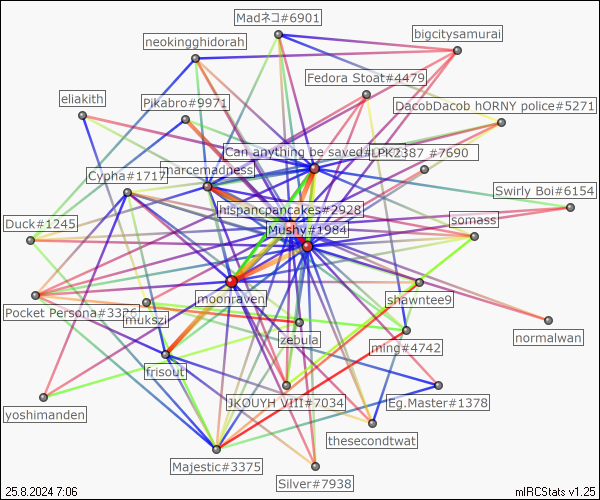 Madネコ#6901
bigcitysamurai
neokingghidorah
Fedora Stoat#4479
eliakith
Pikabro#9971
DacobDacob hORNY police#5271
Can anything be saved
LPK2387 #7690
marcemadness
Cypha#1717
Swirly Boi#6154
hispancpancakes#2928
Duck#1245
somass
Mushy#1984
moonraven
shawntee9
Pocket Persona#3326
mukszi
normalwan
zebula
ming#4742
frisout
JKOUYH VIII#7034
Eg.Master#1378
yoshimanden
thesecondtwat
Majestic#3375
Silver#7938
25.8.2024 7:06
mIRCStats v1.25